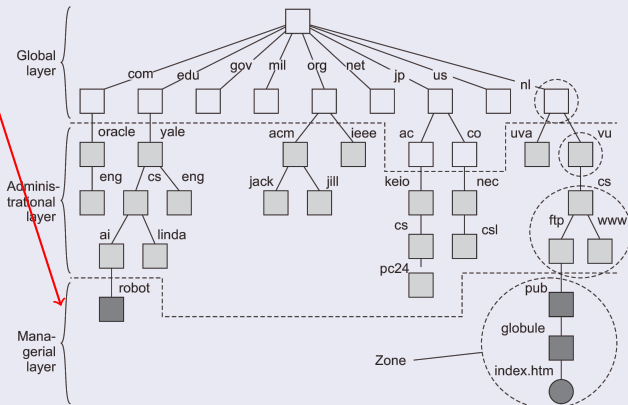 Global
layer
com edu gov mil org net jp us nl
oracle yale acm ieee ac co uva vu
Adminis-
trational
layer
eng cs eng jack jill keio nec cs
ai linda cs csl ftp www
pc24
robot pub
Mana-
gerial
layer
globule
Zone
index.htm